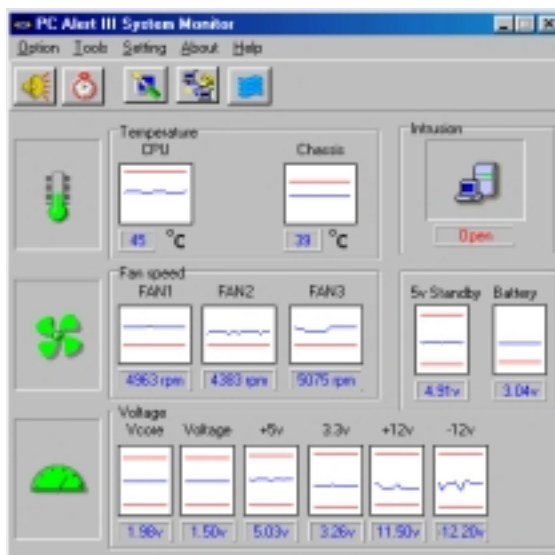 PC Alert III System Monitor
Option Tools Setting About Help
Temperature
CPU Chassis
45 °C 39 °C
Intrusion
Open
Fan speed
FAN1 FAN2 FAN3
4963 rpm 4383 rpm 5075 rpm
5v Standby Battery
4.91v 3.04v
Voltage
Vcore Voltage +5v 3.3v +12v -12v
1.98v 1.50v 5.03v 3.26v 11.90v -12.20v